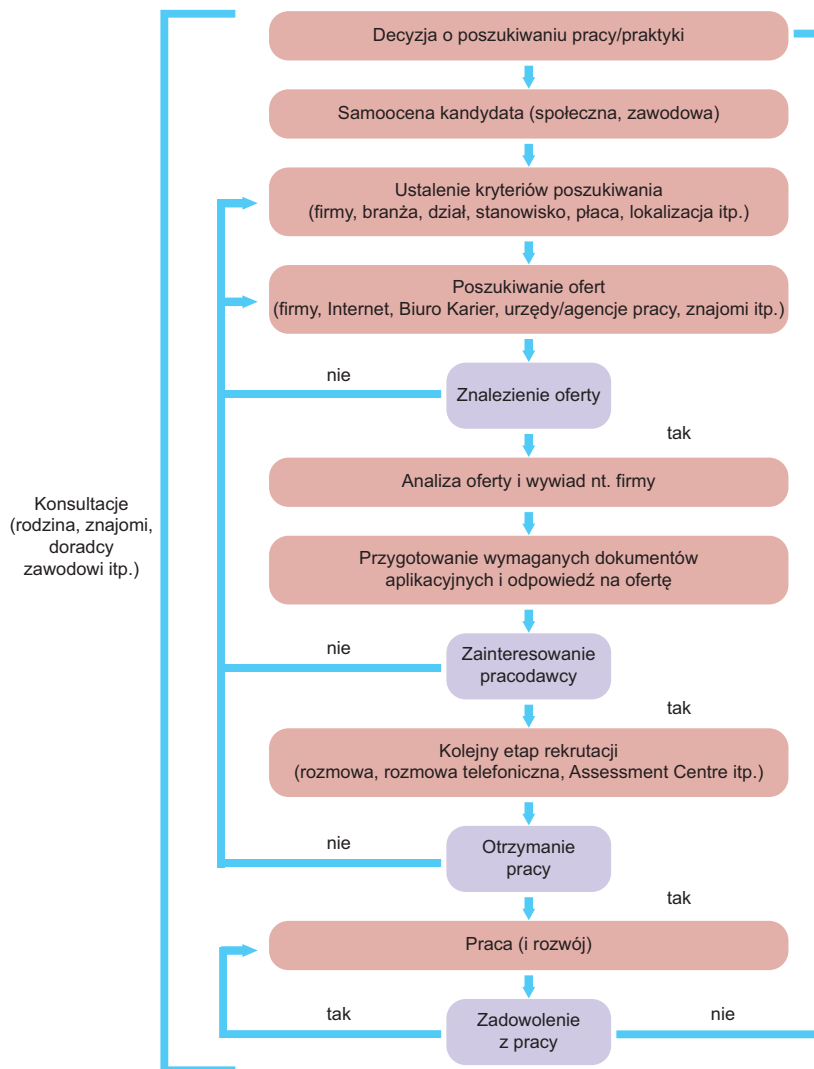 Decyzja o poszukiwaniu pracy/praktyki
Samoocena kandydata (społeczna, zawodowa)
Ustalenie kryteriów poszukiwania
(firmy, branża, dział, stanowisko, płaca, lokalizacja itp.)
Poszukiwanie ofert
(firmy, Internet, Biuro Karier, urzędy/agencje pracy, znajomi itp.)
nie
Znalezienie oferty
tak
Analiza oferty i wywiad nt. firmy
Konsultacje
(rodzina, znajomi,
doradcy
zawodowi itp.)
Przygotowanie wymaganych dokumentów
aplikacyjnych i odpowiedź na ofertę
nie
Zainteresowanie
pracodawcy
tak
Kolejny etap rekrutacji
(rozmowa, rozmowa telefoniczna, Assessment Centre itp.)
nie
Otrzymanie
pracy
tak
Praca (i rozwój)
tak
Zadowolenie
z pracy
nie